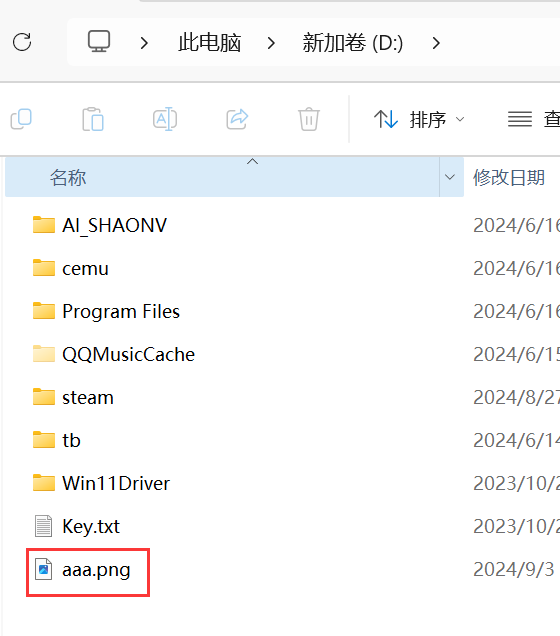 此电脑 > 新加卷 (D:) >
排序 查
名称 修改日期
AI_SHAONV 2024/6/16
cemu 2024/6/16
Program Files 2024/6/16
QQMusicCache 2024/6/15
steam 2024/8/27
tb 2024/6/14
Win11Driver 2023/10/2
Key.txt 2023/10/2
aaa.png 2024/9/3